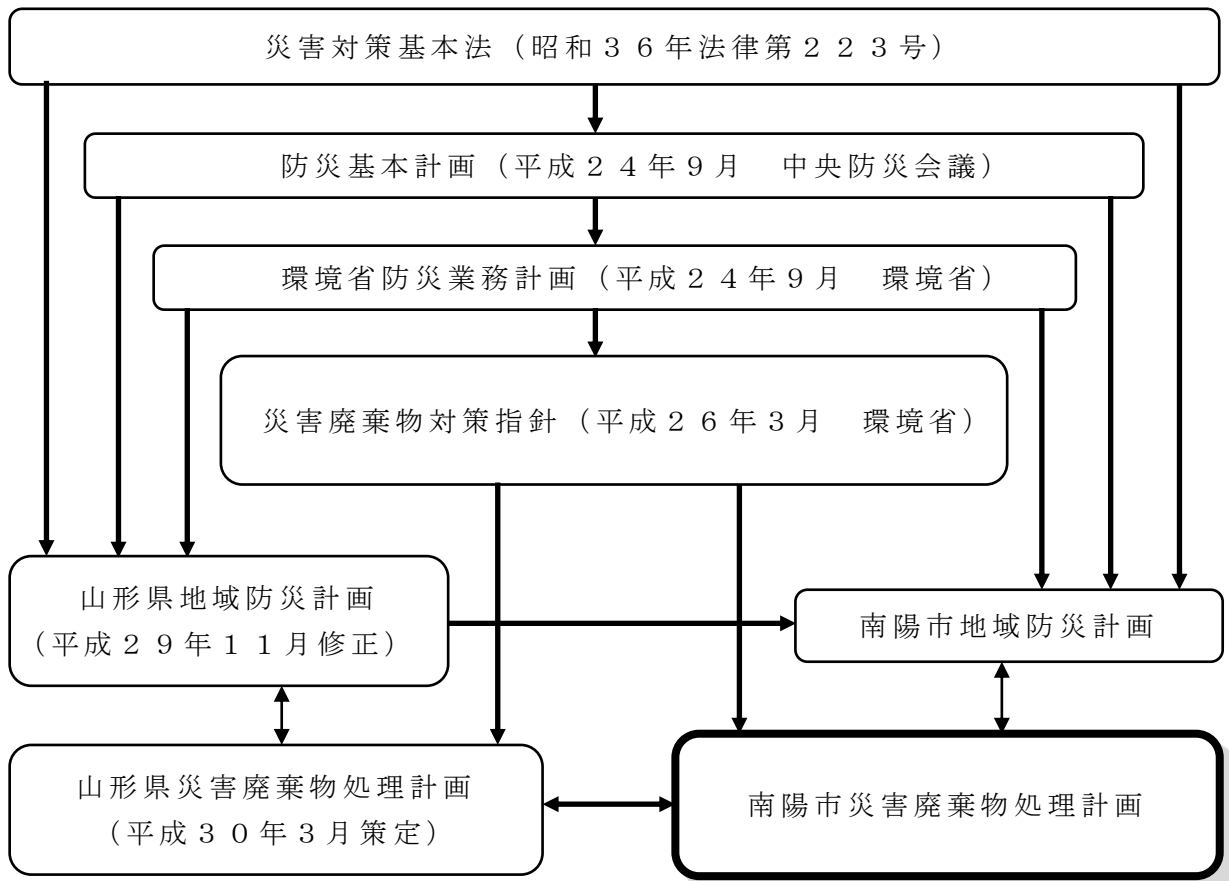 災害対策基本法（昭和３６年法律第２２３号）
防災基本計画（平成２４年９月　中央防災会議）
環境省防災業務計画（平成２４年９月　環境省）
災害廃棄物対策指針（平成２６年３月　環境省）
山形県地域防災計画
（平成２９年１１月修正）
南陽市地域防災計画
山形県災害廃棄物処理計画
（平成３０年３月策定）
南陽市災害廃棄物処理計画